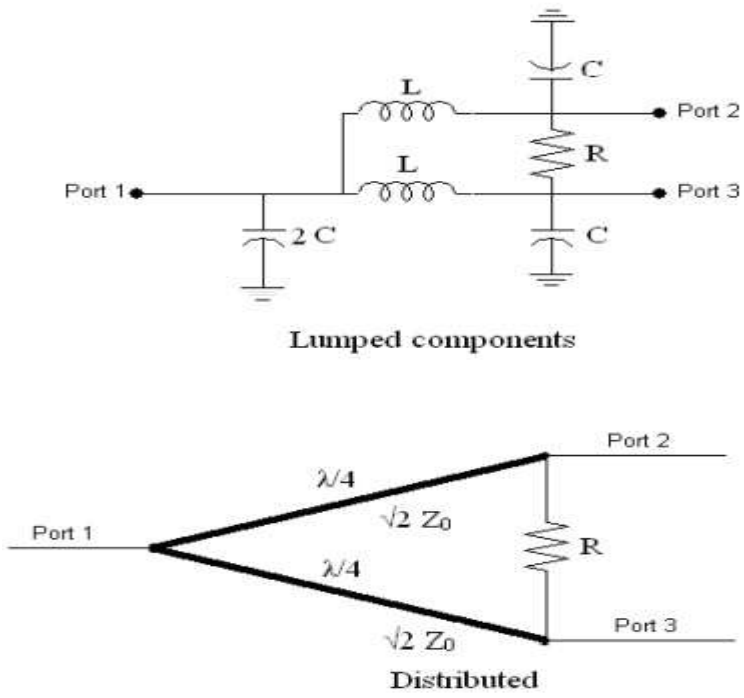 C
L
Port 2
R
L
Port 1
Port 3
2 C
C
Lumped components
Port 2
λ/4
√2 Z₀
Port 1
R
λ/4
Port 3
√2 Z₀
Distributed